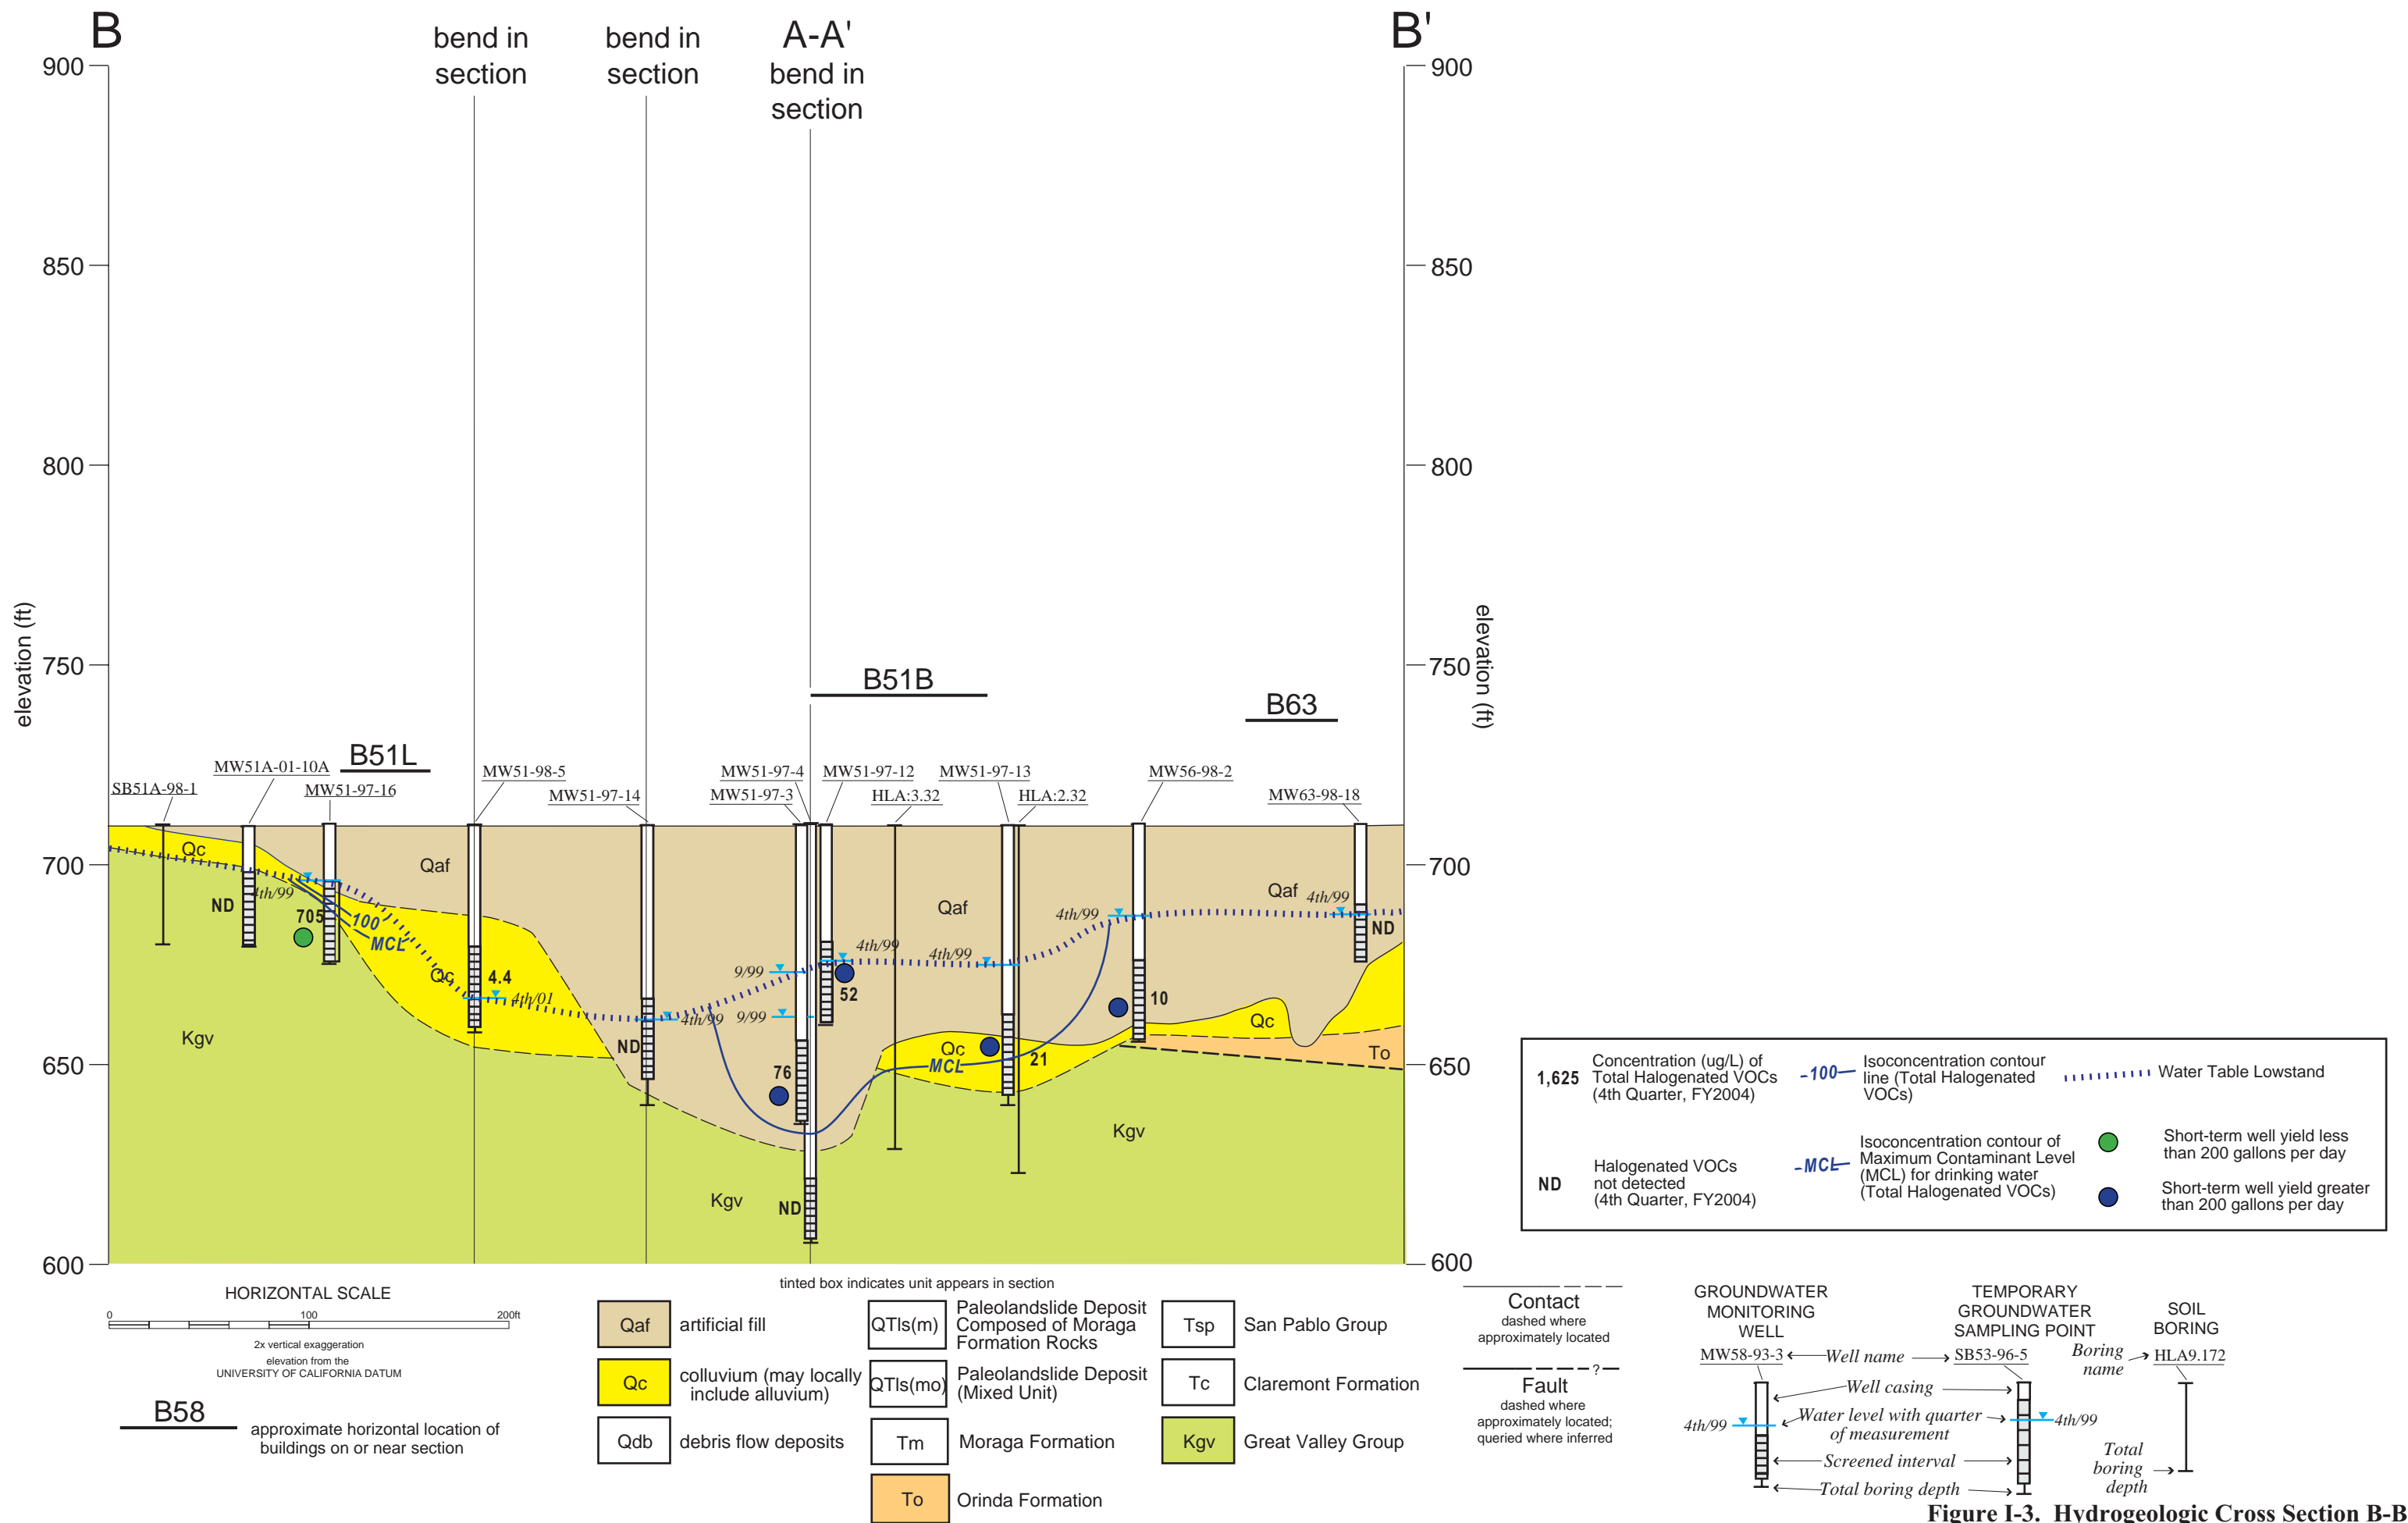 B
bend in
section
bend in
section
A-A'
bend in
section
B'
900
900
850
850
800
800
750
750
700
700
650
650
600
600
elevation (ft)
elevation (ft)
B51B
B63
B51L
SB51A-98-1
MW51A-01-10A
MW51-97-16
MW51-98-5
MW51-97-14
MW51-97-4
MW51-97-3
MW51-97-12
HLA:3.32
MW51-97-13
HLA:2.32
MW56-98-2
MW63-98-18
Qc
Qaf
Qaf
Qaf
4th/99
4th/99
4th/99
ND
705
100
MCL
ND
Qc
4.4
4th/01
9/99
4th/99
4th/99
52
4th/99
9/99
10
Qc
ND
Kgv
76
Qc
MCL
21
To
Kgv
Kgv
ND
1,625
Concentration (ug/L) of
Total Halogenated VOCs
(4th Quarter, FY2004)
-100-
Isoconcentration contour
line (Total Halogenated
VOCs)
Water Table Lowstand
ND
Halogenated VOCs
not detected
(4th Quarter, FY2004)
-MCL-
Isoconcentration contour of
Maximum Contaminant Level
(MCL) for drinking water
(Total Halogenated VOCs)
Short-term well yield less
than 200 gallons per day
Short-term well yield greater
than 200 gallons per day
HORIZONTAL SCALE
0 100 200ft
2x vertical exaggeration
elevation from the
UNIVERSITY OF CALIFORNIA DATUM
B58
approximate horizontal location of
buildings on or near section
tinted box indicates unit appears in section
Qaf artificial fill
Qc colluvium (may locally
include alluvium)
Qdb debris flow deposits
QTls(m) Paleolandslide Deposit
Composed of Moraga
Formation Rocks
QTls(mo) Paleolandslide Deposit
(Mixed Unit)
Tm Moraga Formation
To Orinda Formation
Tsp San Pablo Group
Tc Claremont Formation
Kgv Great Valley Group
Contact
dashed where
approximately located
?
Fault
dashed where
approximately located;
queried where inferred
GROUNDWATER
MONITORING
WELL
TEMPORARY
GROUNDWATER
SAMPLING POINT
SOIL
BORING
MW58-93-3
Well name
SB53-96-5
Boring
name
HLA9.172
Well casing
4th/99
Water level with quarter
of measurement
4th/99
Screened interval
Total boring depth
Total
boring
depth
Figure I-3. Hydrogeologic Cross Section B-B